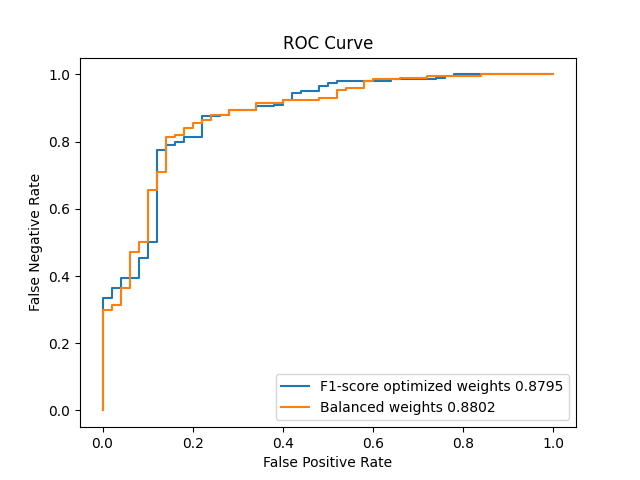 ROC Curve
1.0
0.8
0.6
0.4
0.2
0.0
False Negative Rate
F1-score optimized weights 0.8795
Balanced weights 0.8802
0.0 0.2 0.4 0.6 0.8 1.0
False Positive Rate